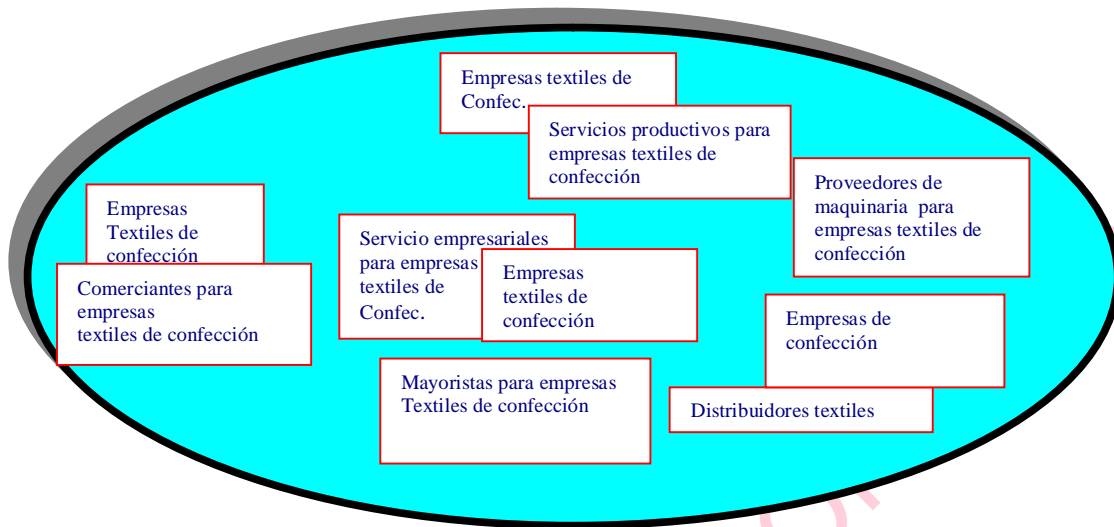 Empresas textiles de
Confec.
Servicios productivos para
empresas textiles de
confección
Proveedores de
maquinaria para
empresas textiles de
confección
Empresas
Textiles de
confección
Comerciantes para
empresas
textiles de confección
Servicio empresariales
para empresas
textiles de
Confec.
Empresas
textiles de
confección
Empresas de
confección
Mayoristas para empresas
Textiles de confección
Distribuidores textiles